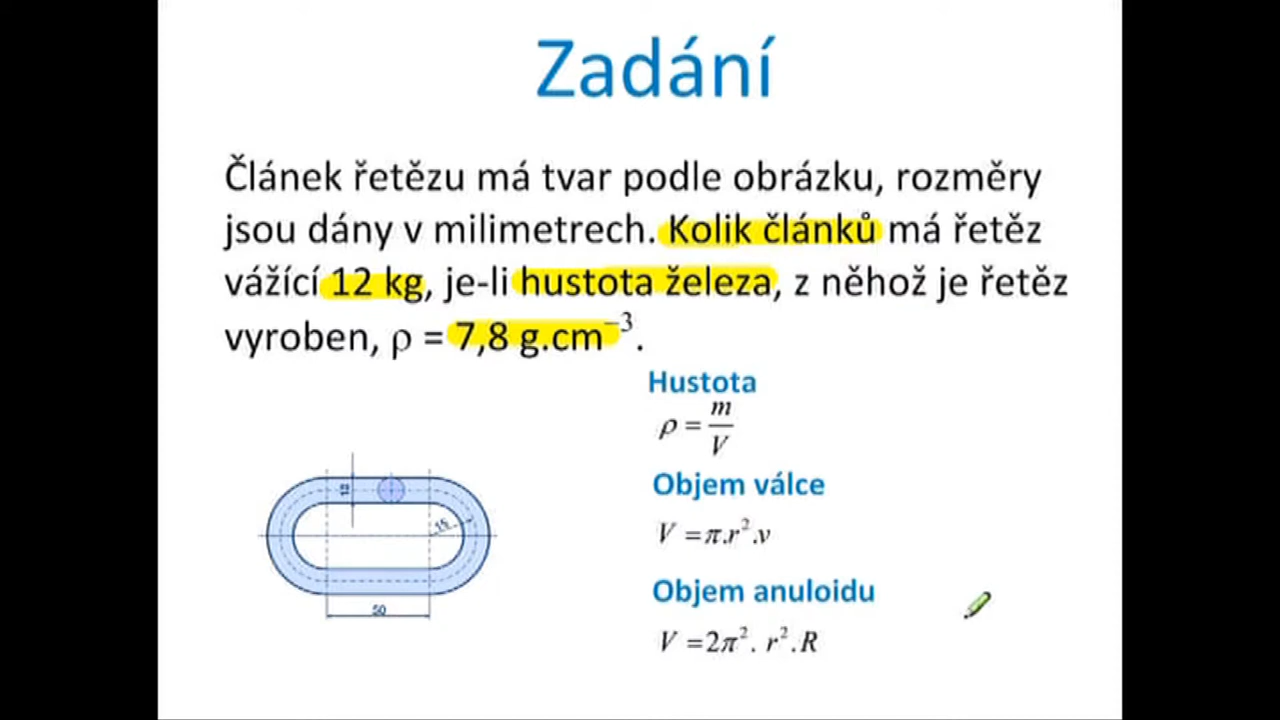 Zadání
Článek řetězu má tvar podle obrázku, rozměry
jsou dány v milimetrech. Kolik článků má řetěz
vážící 12 kg, je-li hustota železa, z něhož je řetěz
vyroben, ρ = 7,8 g.cm⁻³.
Hustota
ρ = m/V
Objem válce
V = π.r².v
Objem anuloidu
V = 2π². r².R
15
50